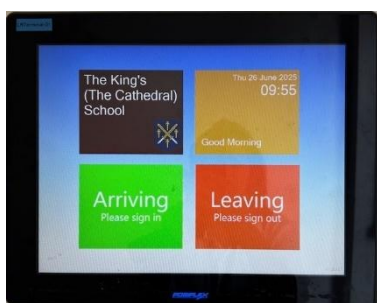 The King's
(The Cathedral)
School
Thu 26 June 2025
09:55
Good Morning
Arriving
Please sign in
Leaving
Please sign out
POSIFLEX